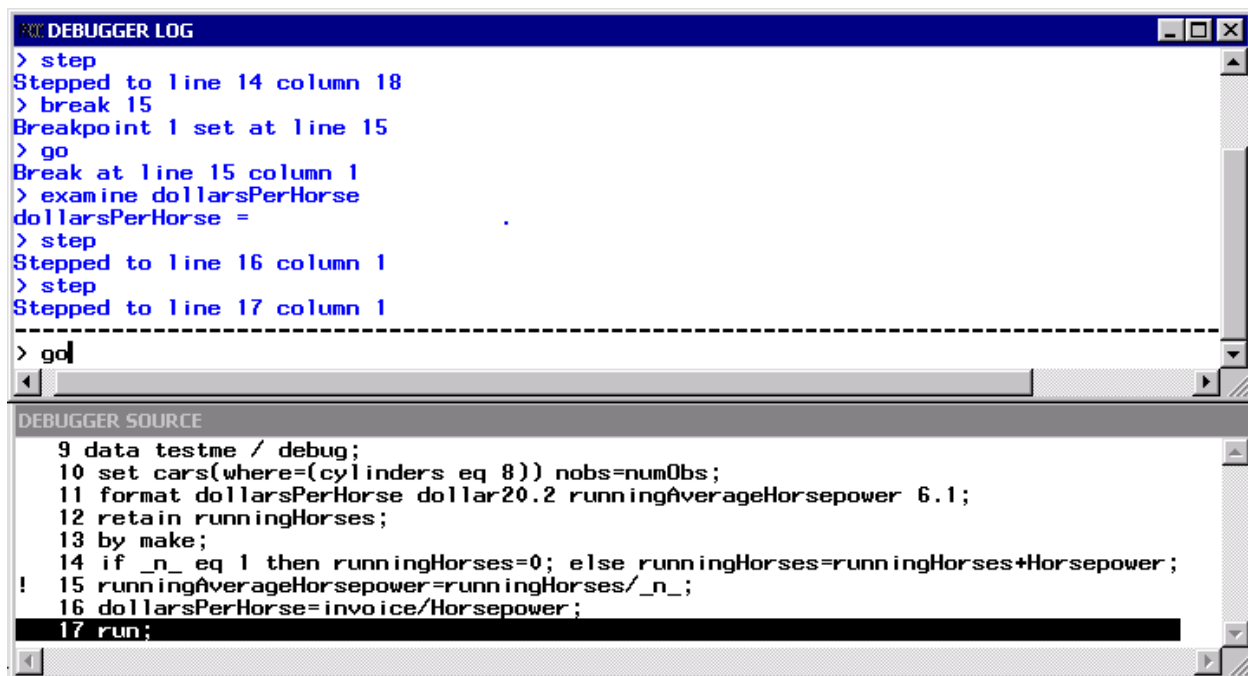 DEBUGGER LOG
> step
Stepped to line 14 column 18
> break 15
Breakpoint 1 set at line 15
> go
Break at line 15 column 1
> examine dollarsPerHorse
dollarsPerHorse = .
> step
Stepped to line 16 column 1
> step
Stepped to line 17 column 1
> go
DEBUGGER SOURCE
9 data testme / debug;
10 set cars(where=(cylinders eq 8)) nobs=numObs;
11 format dollarsPerHorse dollar20.2 runningAverageHorsepower 6.1;
12 retain runningHorses;
13 by make;
14 if _n_ eq 1 then runningHorses=0; else runningHorses=runningHorses+Horsepower;
! 15 runningAverageHorsepower=runningHorses/_n_;
16 dollarsPerHorse=invoice/Horsepower;
17 run;